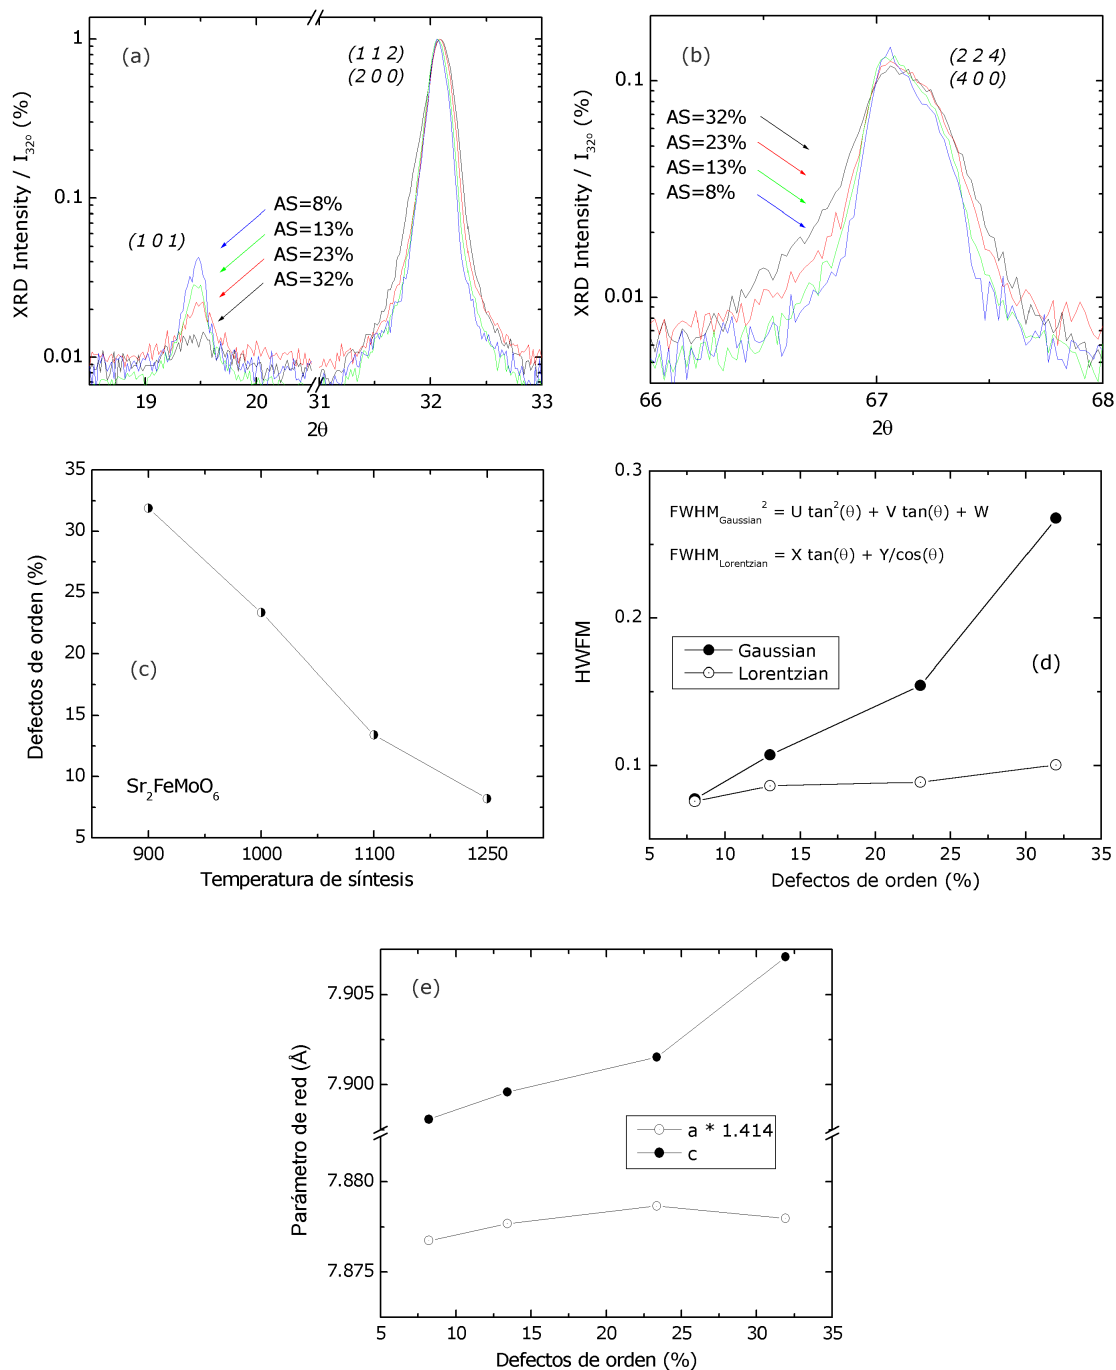 (a)
(1 1 2)
(2 0 0)
(1 0 1)
AS=8%
AS=13%
AS=23%
AS=32%
XRD Intensity / I32º (%)
1
0.1
0.01
19
20
31
32
33
2θ
(b)
(2 2 4)
(4 0 0)
AS=32%
AS=23%
AS=13%
AS=8%
XRD Intensity / I32º (%)
0.1
0.01
66
67
68
2θ
Defectos de orden (%)
35
30
25
20
15
10
5
(c)
Sr2FeMoO6
900
1000
1100
1250
Temperatura de síntesis
HWFM
0.3
0.2
0.1
FWHMGaussian² = U tan²(θ) + V tan(θ) + W
FWHMLorentzian = X tan(θ) + Y/cos(θ)
Gaussian
Lorentzian
(d)
5
10
15
20
25
30
35
Defectos de orden (%)
(e)
Parámetro de red (Å)
7.905
7.900
7.880
7.875
a * 1.414
c
5
10
15
20
25
30
35
Defectos de orden (%)